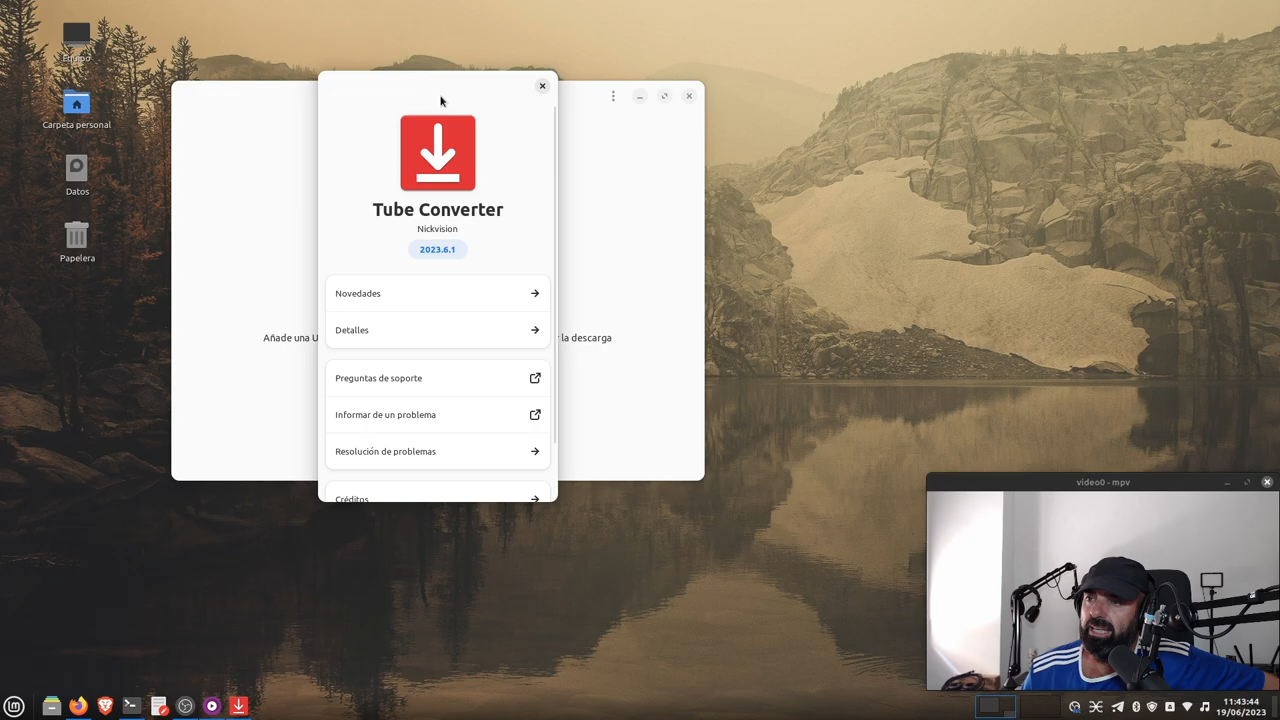 Equipo
Carpeta personal
Datos
Papelera
Tube Converter
Nickvision
2023.6.1
Novedades
Detalles
Añade una U
r la descarga
Preguntas de soporte
Informar de un problema
Resolución de problemas
Créditos
video0 - mpv
11:43:44
19/06/2023